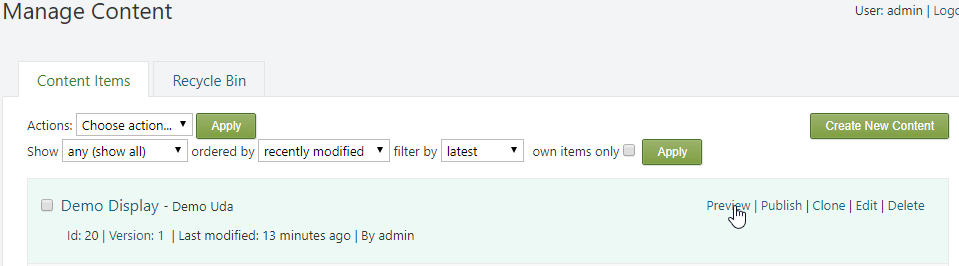 Manage Content
User: admin | Logo
Content Items
Recycle Bin
Actions: Choose action... Apply
Create New Content
Show any (show all) ordered by recently modified filter by latest own items only Apply
Demo Display - Demo Uda
Preview | Publish | Clone | Edit | Delete
Id: 20 | Version: 1 | Last modified: 13 minutes ago | By admin